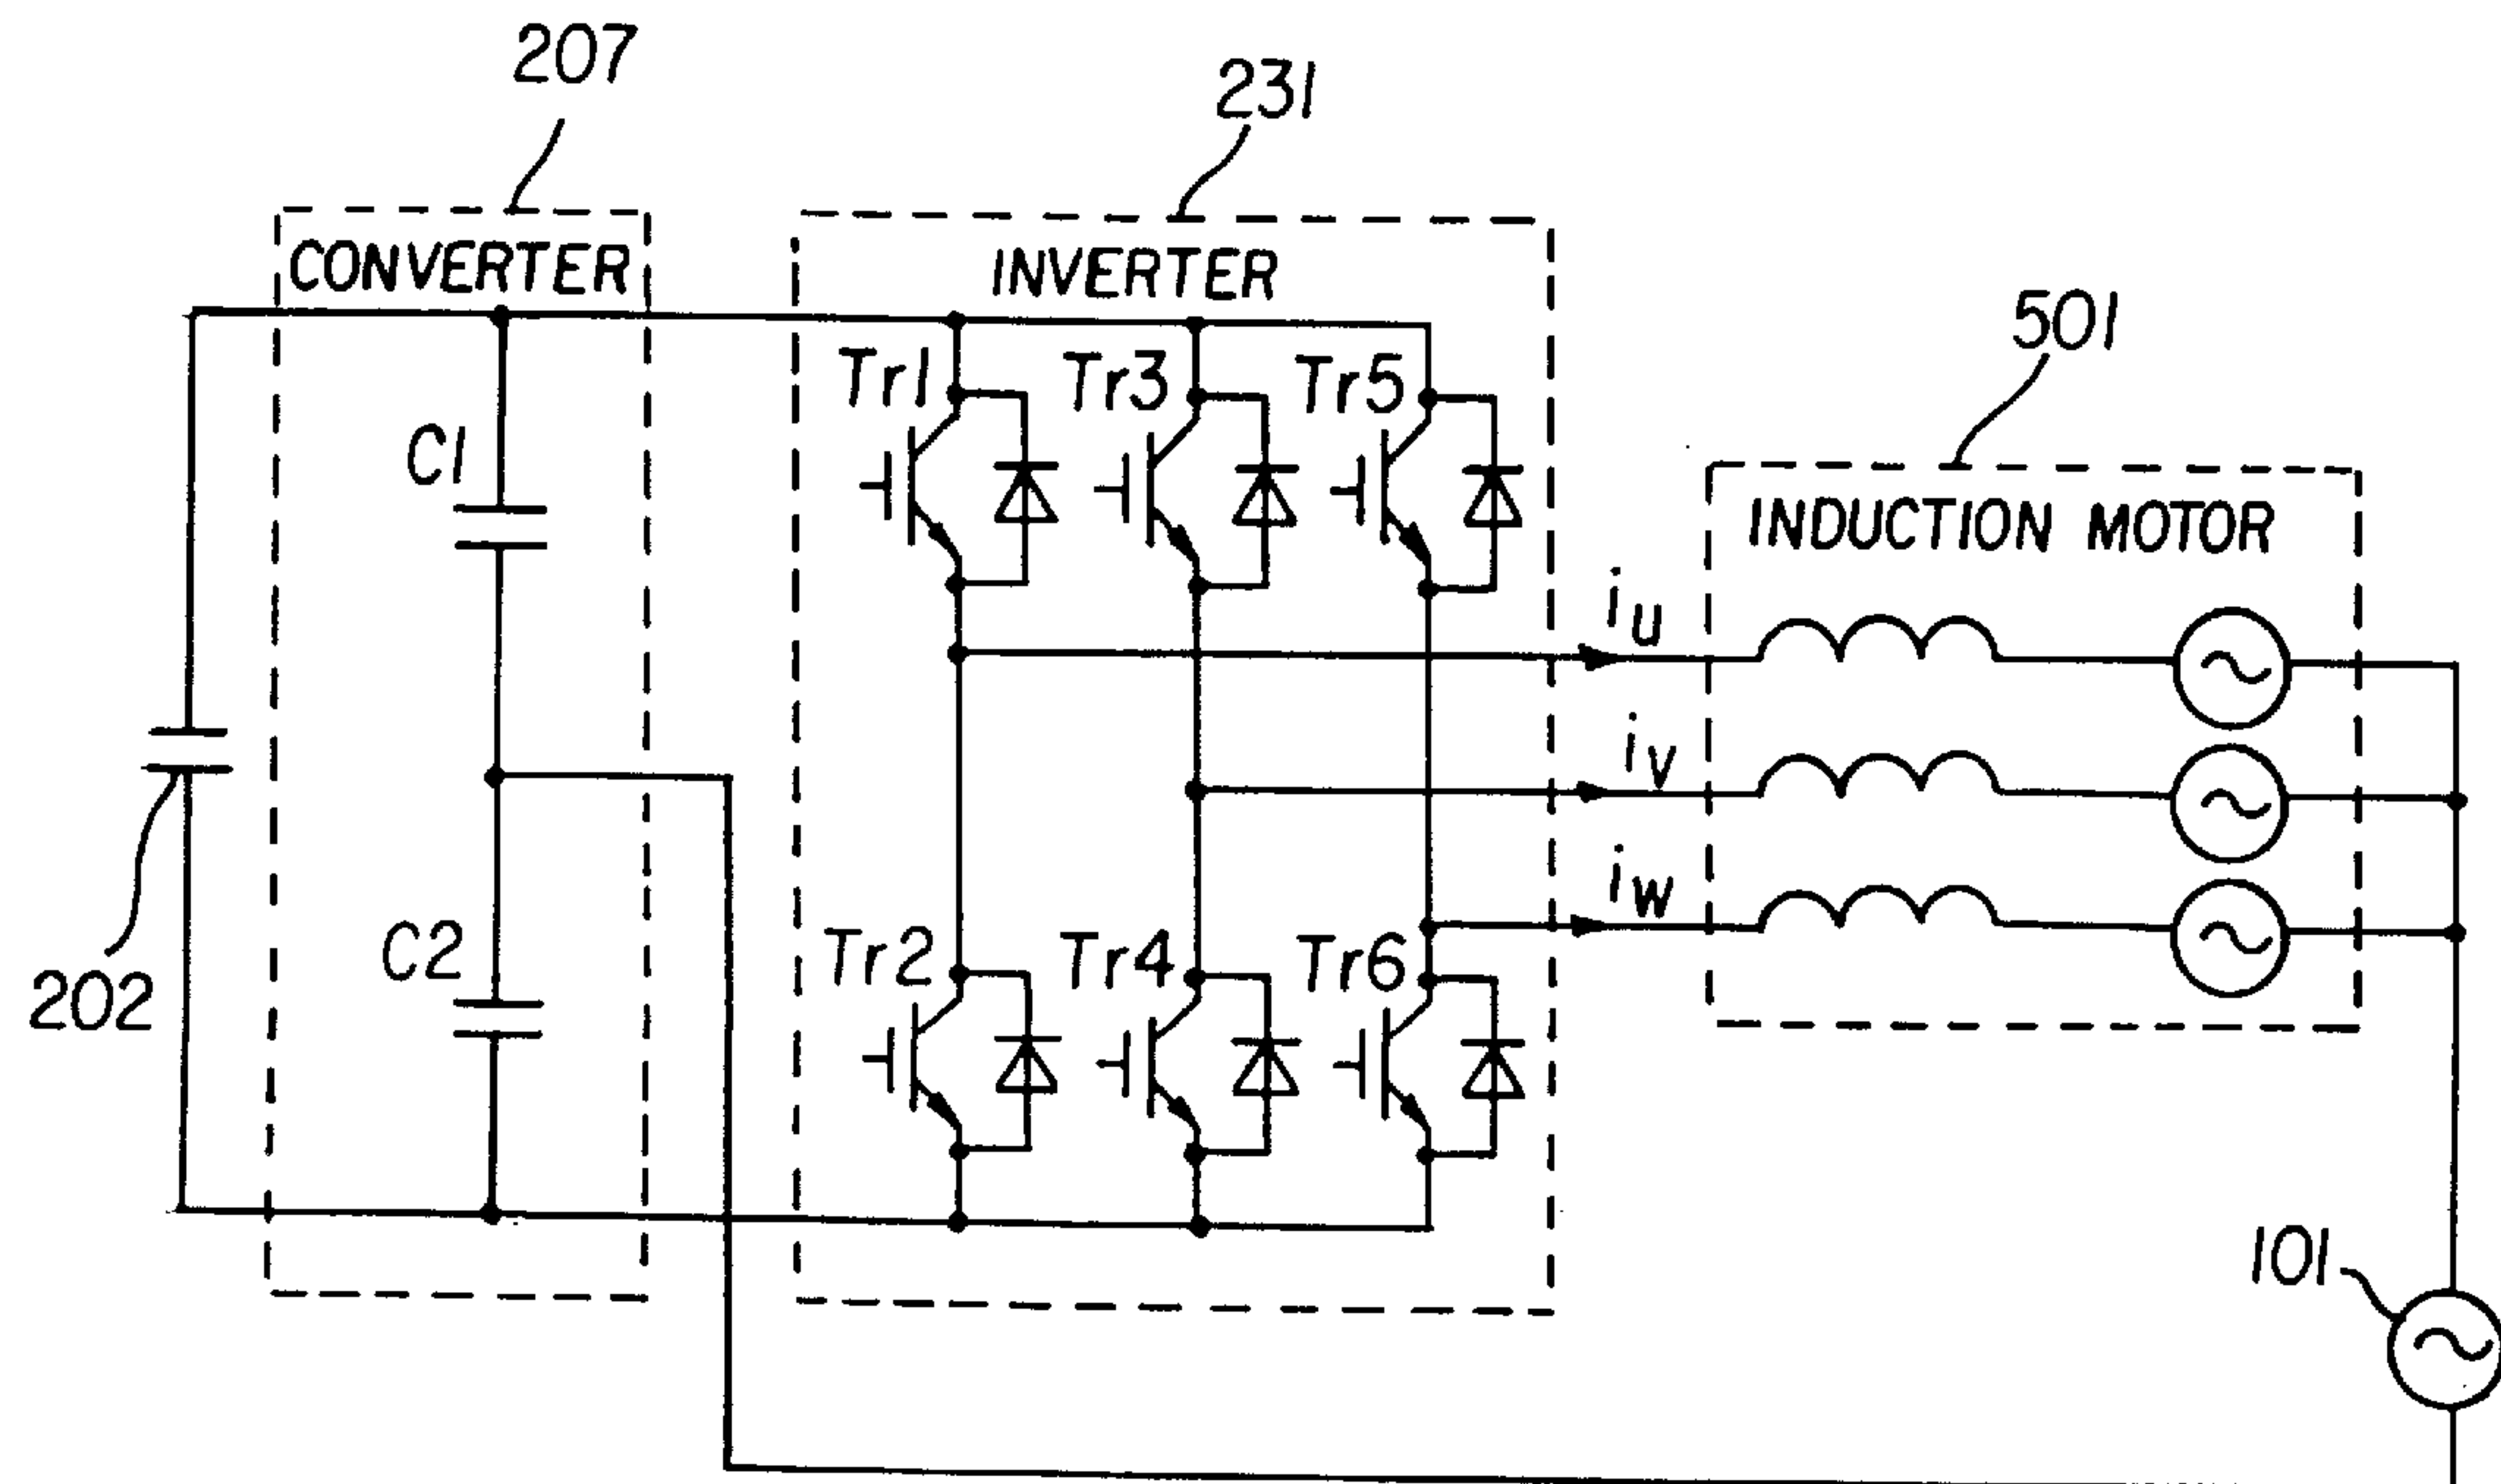 207
231
CONVERTER
INVERTER
501
Tr1
Tr3
Tr5
C1
INDUCTION MOTOR
iU
iV
iW
C2
Tr2
Tr4
Tr6
202
101